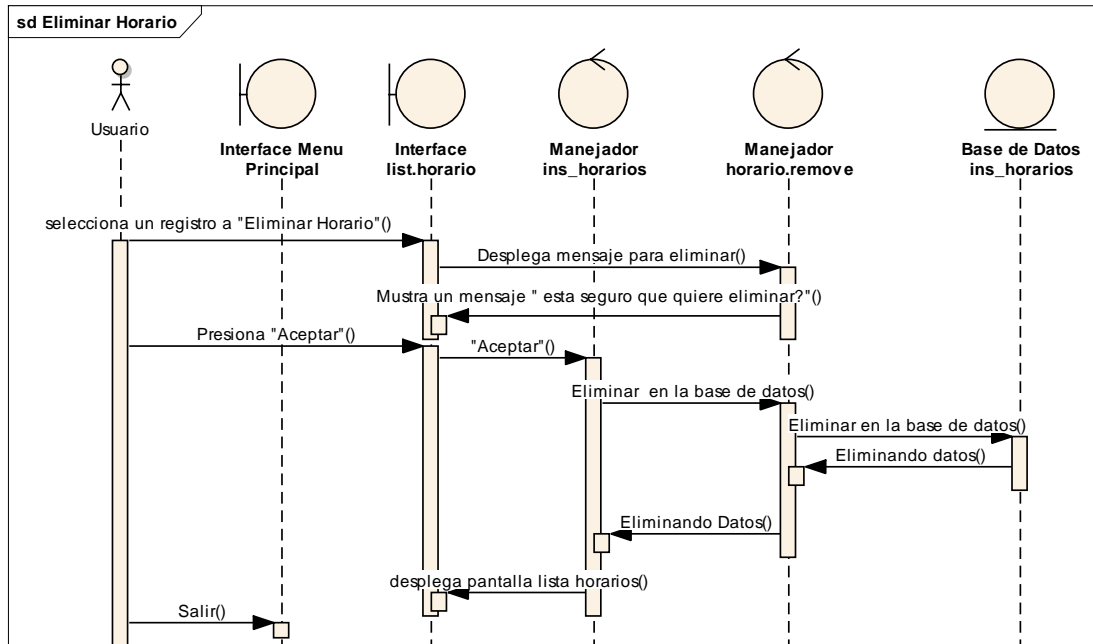 sd Eliminar Horario
Usuario
Interface Menu
Principal
Interface
list.horario
Manejador
ins_horarios
Manejador
horario.remove
Base de Datos
ins_horarios
selecciona un registro a "Eliminar Horario"()
Desplega mensaje para eliminar()
Mustra un mensaje " esta seguro que quiere eliminar?"()
Presiona "Aceptar"()
"Aceptar"()
Eliminar en la base de datos()
Eliminar en la base de datos()
Eliminando datos()
Eliminando Datos()
desplega pantalla lista horarios()
Salir()